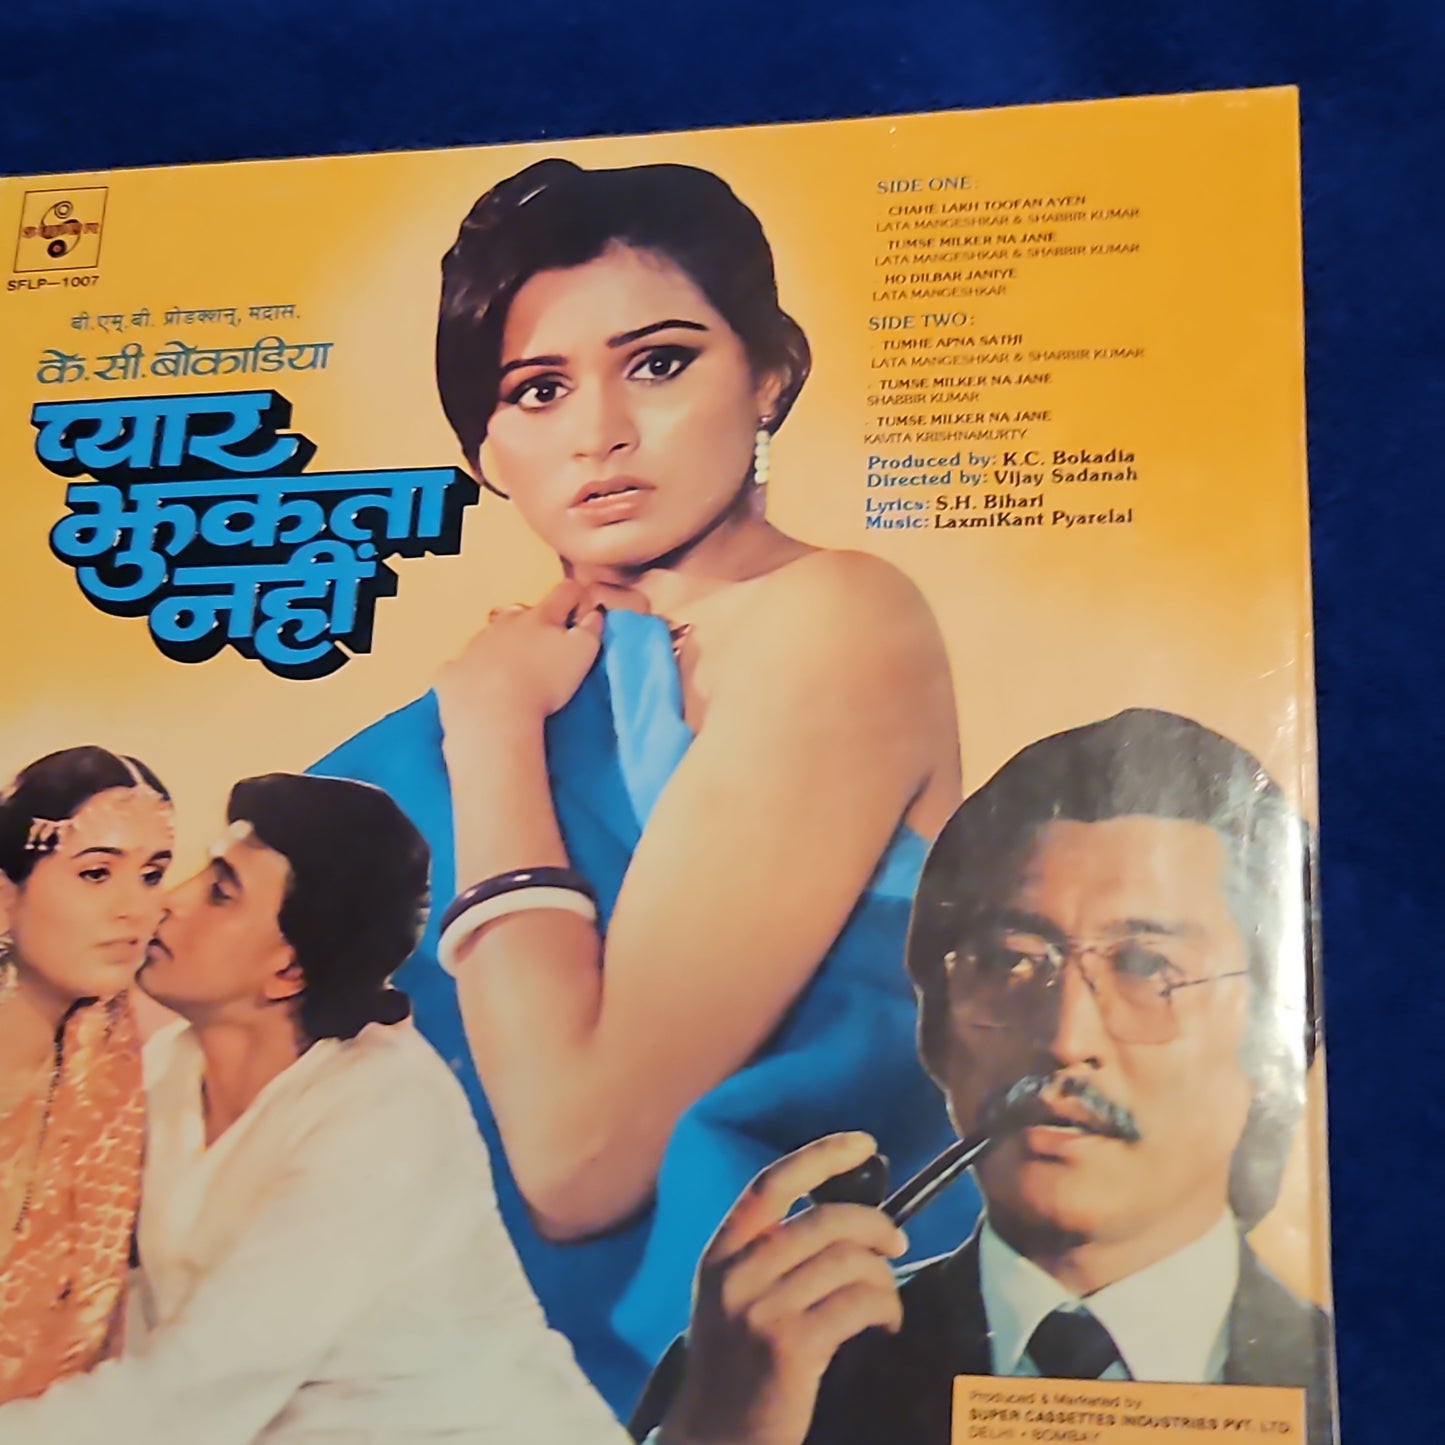 SUPER
SFLP-1007
बी.एम्.बी. प्रोडक्शन्, मद्रास.
के.सी.बोकाडिया
प्यार
झुकता
नहीं
SIDE ONE:
CHAHE LAKH TOOFAN AYEN
LATA MANGESHKAR & SHABBIR KUMAR
TUMSE MILKER NA JANE
LATA MANGESHKAR & SHABBIR KUMAR
HO DILBAR JANIYE
LATA MANGESHKAR
SIDE TWO:
TUMHE APNA SATHI
LATA MANGESHKAR & SHABBIR KUMAR
TUMSE MILKER NA JANE
SHABBIR KUMAR
TUMSE MILKER NA JANE
KAVITA KRISHNAMURTY
Produced by: K.C. Bokadia
Directed by: Vijay Sadanah
Lyrics: S.H. Bihari
Music: LaxmiKant Pyarelal
Produced & Marketed by
SUPER CASSETTES INDUSTRIES PVT. LTD.
DELHI • BOMBAY